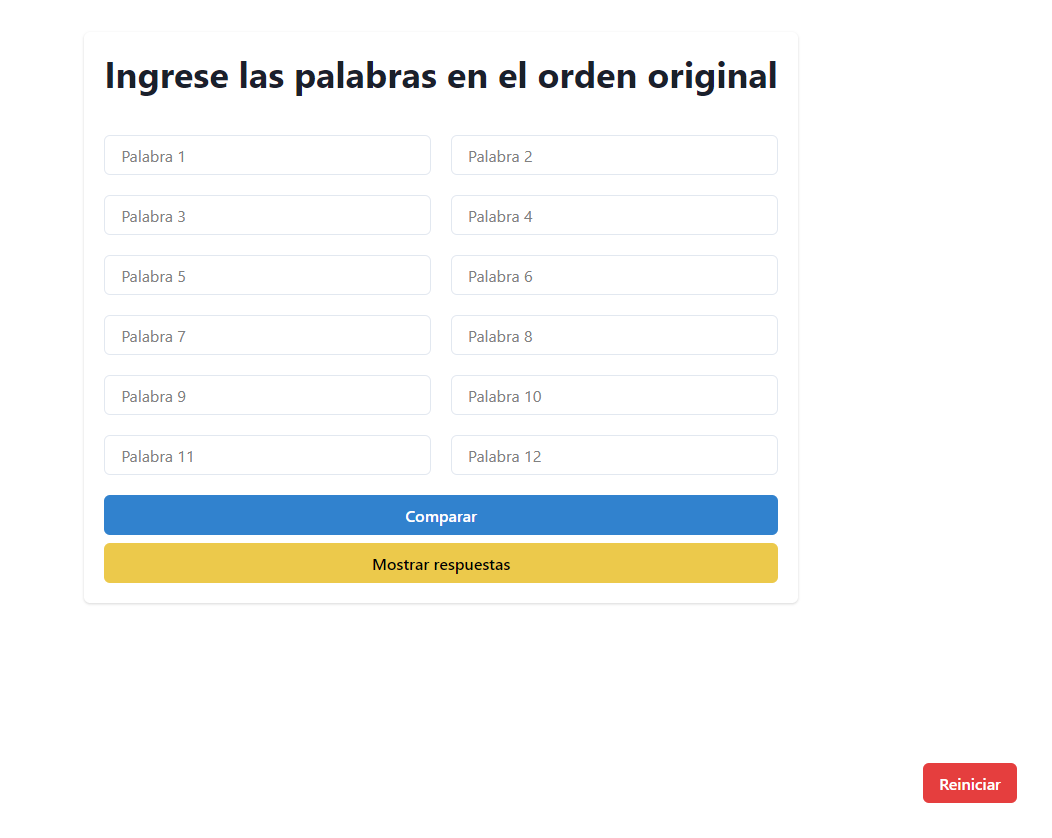 Ingrese las palabras en el orden original
Palabra 1
Palabra 2
Palabra 3
Palabra 4
Palabra 5
Palabra 6
Palabra 7
Palabra 8
Palabra 9
Palabra 10
Palabra 11
Palabra 12
Comparar
Mostrar respuestas
Reiniciar